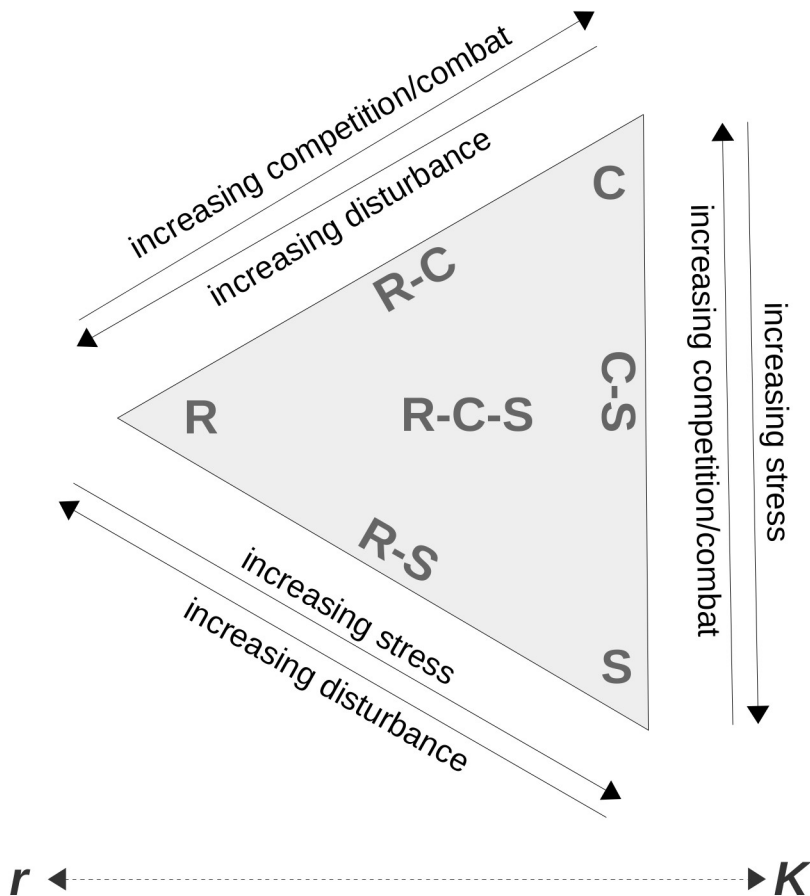 increasing competition/combat
increasing disturbance
C
R-C
increasing competition/combat
increasing stress
C-S
R
R-C-S
R-S
S
increasing stress
increasing disturbance
r
K